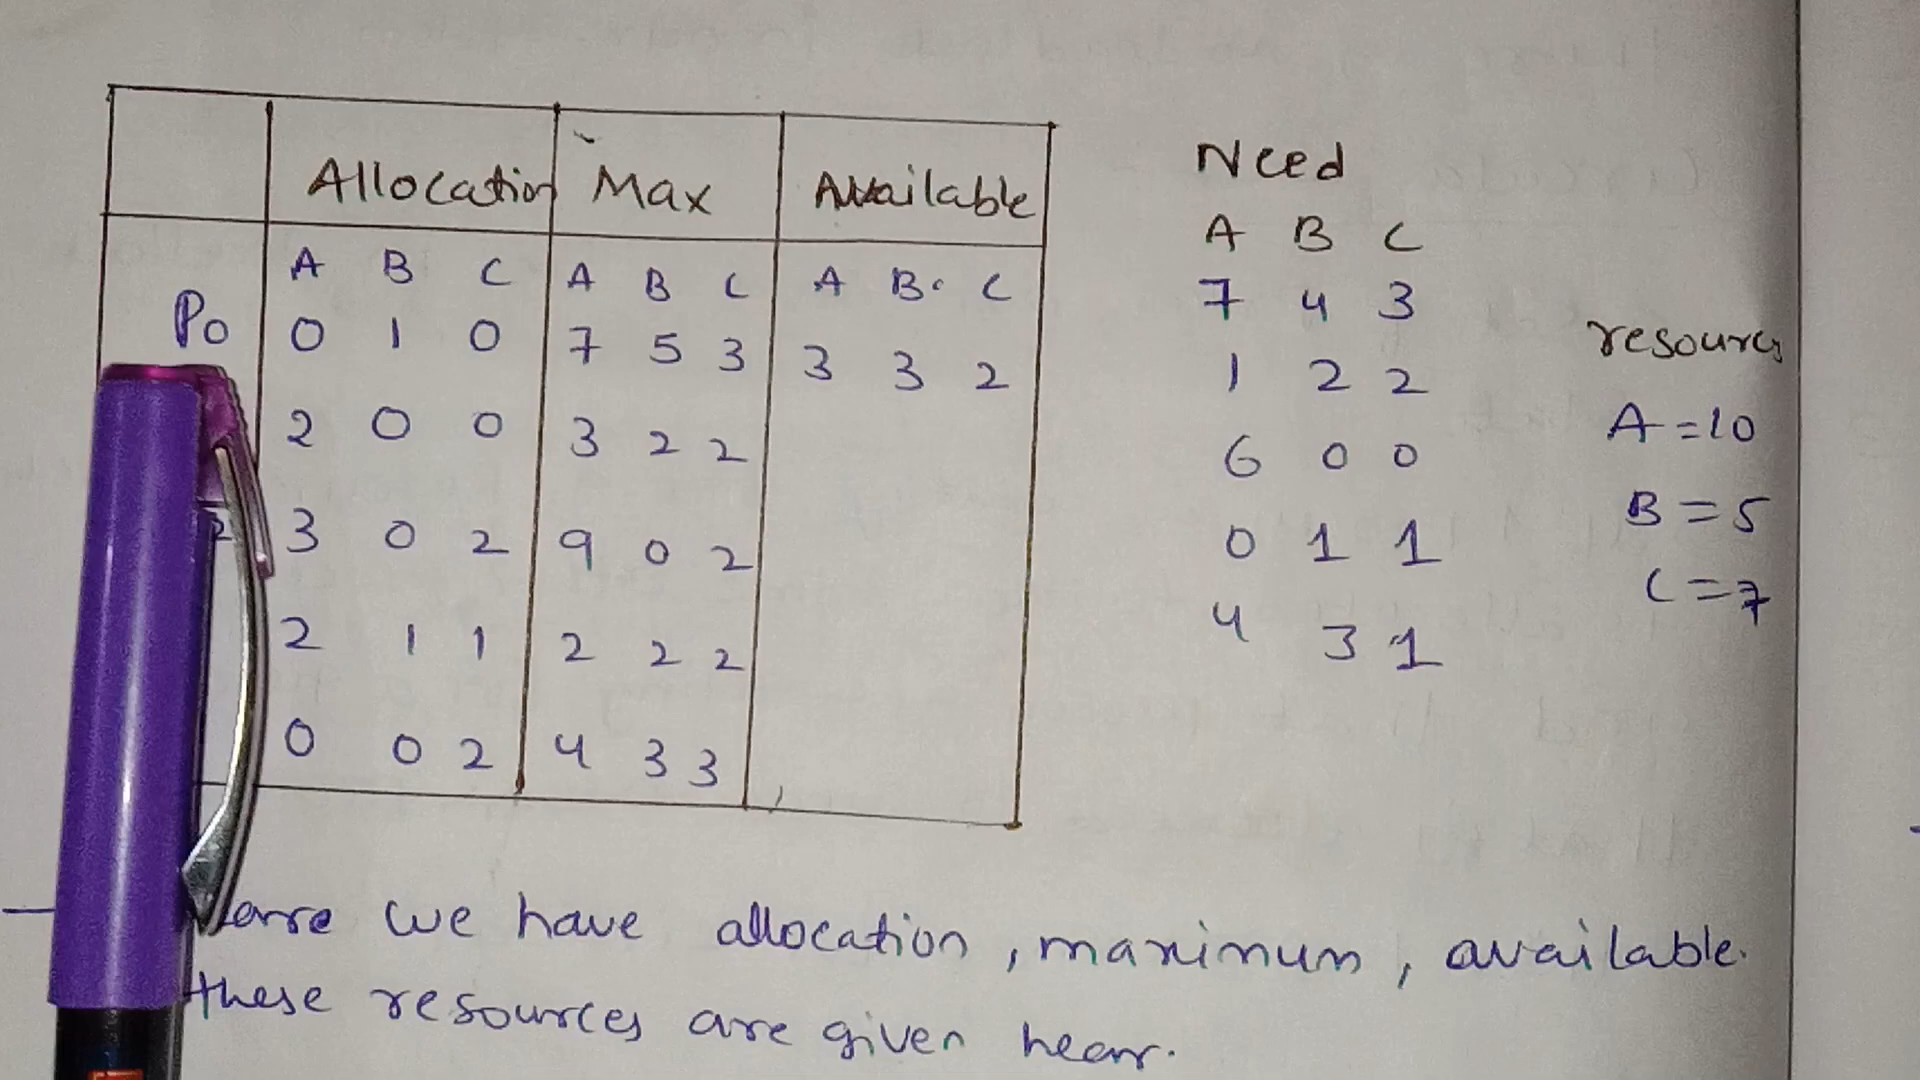 Allocation Max Available
A B C A B C A B C
P0 0 1 0 7 5 3 3 3 2
2 0 0 3 2 2
2 3 0 2 9 0 2
2 1 1 2 2 2
0 0 2 4 3 3
Need
A B C
7 4 3
1 2 2
6 0 0
0 1 1
4 3 1
resources
A = 10
B = 5
C = 7
we have allocation, maximum, available.
these resources are given hear.